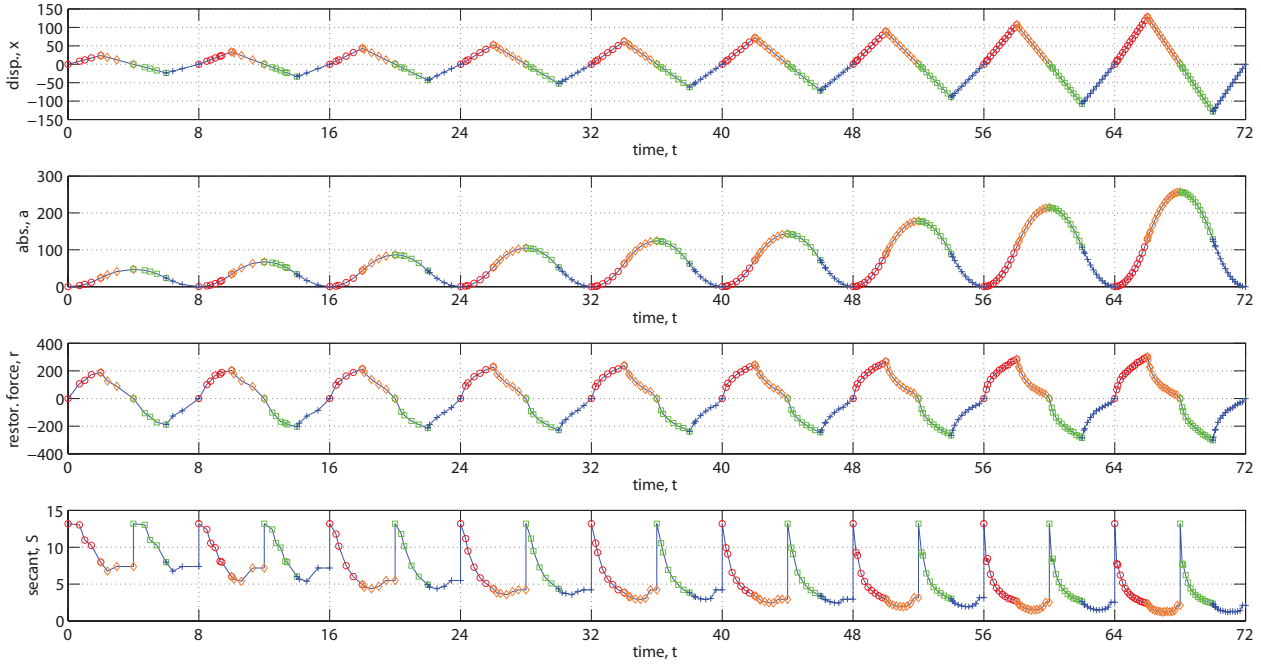 150
100
50
0
−50
−100
−150
disp., x
0 8 16 24 32 40 48 56 64 72
time, t
300
200
100
0
abs., a
0 8 16 24 32 40 48 56 64 72
time, t
400
200
0
−200
−400
restor. force, r
0 8 16 24 32 40 48 56 64 72
time, t
15
10
5
0
secant, S
0 8 16 24 32 40 48 56 64 72
time, t